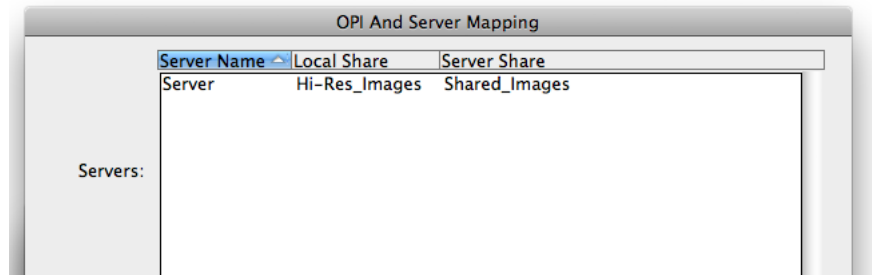 OPI And Server Mapping
Server Name Local Share Server Share
Server Hi-Res_Images Shared_Images
Servers: